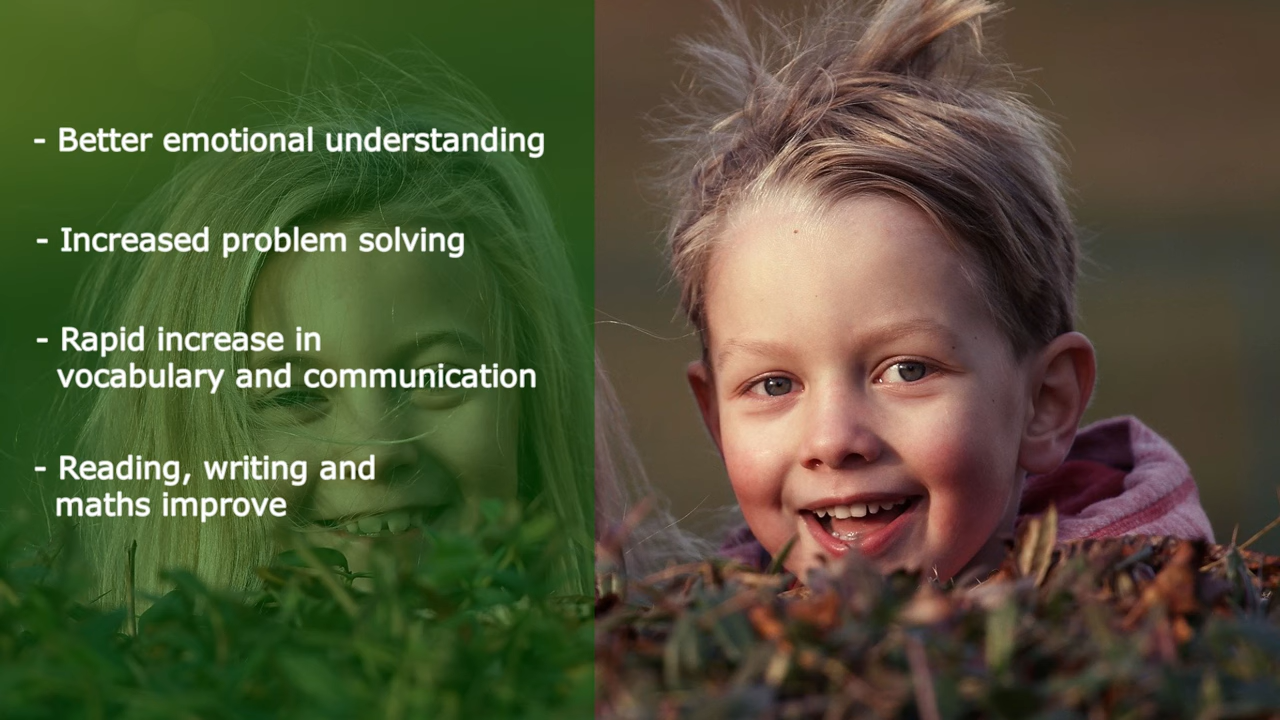 - Better emotional understanding
- Increased problem solving
- Rapid increase in
vocabulary and communication
- Reading, writing and
maths improve